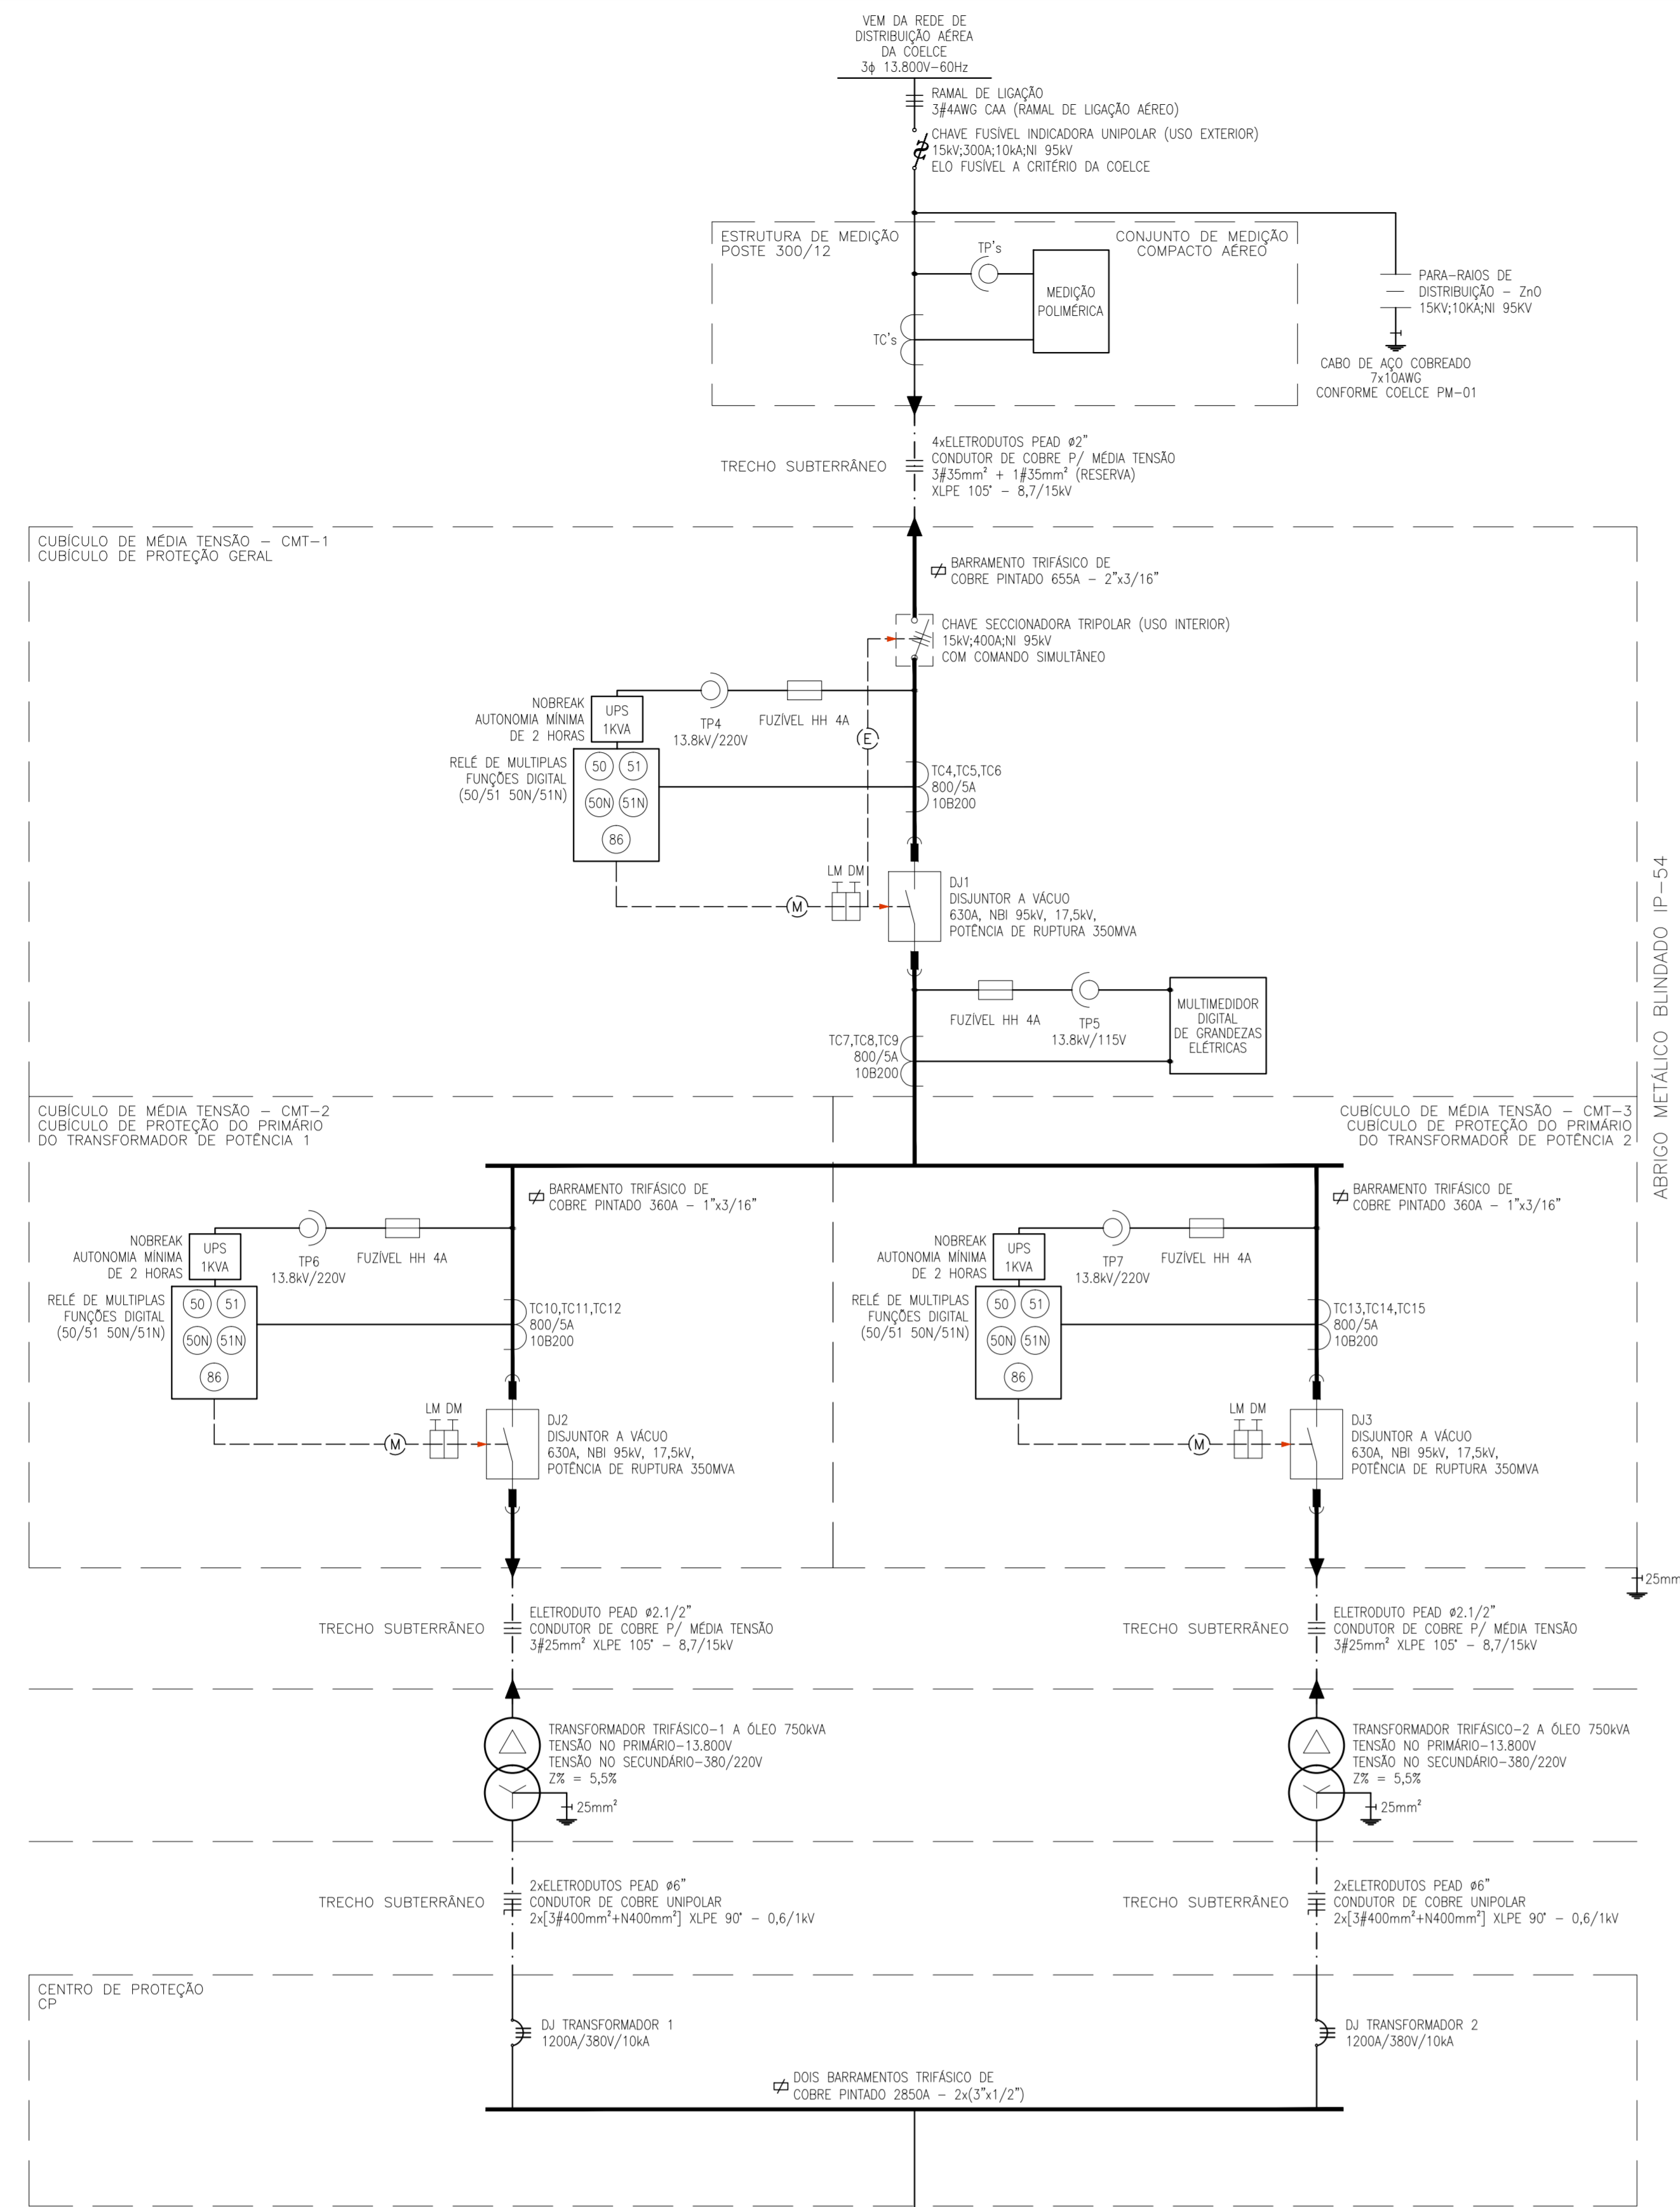 VEM DA REDE DE
DISTRIBUIÇÃO AÉREA
DA COELCE
3ϕ 13.800V-60Hz
RAMAL DE LIGAÇÃO
3#4AWG CAA (RAMAL DE LIGAÇÃO AÉREO)
CHAVE FUSÍVEL INDICADORA UNIPOLAR (USO EXTERIOR)
15kV;300A;10kA;NI 95kV
ELO FUSÍVEL A CRITÉRIO DA COELCE
ESTRUTURA DE MEDIÇÃO
POSTE 300/12
CONJUNTO DE MEDIÇÃO
COMPACTO AÉREO
TP's
MEDIÇÃO
POLIMÉRICA
TC's
PARA-RAIOS DE
DISTRIBUIÇÃO - ZnO
15KV;10KA;NI 95KV
CABO DE AÇO COBREADO
7x10AWG
CONFORME COELCE PM-01
TRECHO SUBTERRÂNEO
4xELETRODUTOS PEAD ø2"
CONDUTOR DE COBRE P/ MÉDIA TENSÃO
3#35mm² + 1#35mm² (RESERVA)
XLPE 105° - 8,7/15kV
CUBÍCULO DE MÉDIA TENSÃO - CMT-1
CUBÍCULO DE PROTEÇÃO GERAL
BARRAMENTO TRIFÁSICO DE
COBRE PINTADO 655A - 2"x3/16"
CHAVE SECCIONADORA TRIPOLAR (USO INTERIOR)
15kV;400A;NI 95kV
COM COMANDO SIMULTÂNEO
NOBREAK
AUTONOMIA MÍNIMA
DE 2 HORAS
UPS
1KVA
TP4
13.8kV/220V
FUZÍVEL HH 4A
E
RELÉ DE MULTIPLAS
FUNÇÕES DIGITAL
(50/51 50N/51N)
50 51
50N 51N
86
TC4,TC5,TC6
800/5A
10B200
M
LM DM
DJ1
DISJUNTOR A VÁCUO
630A, NBI 95kV, 17,5kV,
POTÊNCIA DE RUPTURA 350MVA
FUZÍVEL HH 4A
TP5
13.8kV/115V
MULTIMEDIDOR
DIGITAL
DE GRANDEZAS
ELÉTRICAS
TC7,TC8,TC9
800/5A
10B200
ABRIGO METÁLICO BLINDADO IP-54
CUBÍCULO DE MÉDIA TENSÃO - CMT-2
CUBÍCULO DE PROTEÇÃO DO PRIMÁRIO
DO TRANSFORMADOR DE POTÊNCIA 1
CUBÍCULO DE MÉDIA TENSÃO - CMT-3
CUBÍCULO DE PROTEÇÃO DO PRIMÁRIO
DO TRANSFORMADOR DE POTÊNCIA 2
BARRAMENTO TRIFÁSICO DE
COBRE PINTADO 360A - 1"x3/16"
NOBREAK
AUTONOMIA MÍNIMA
DE 2 HORAS
UPS
1KVA
TP6
13.8kV/220V
FUZÍVEL HH 4A
RELÉ DE MULTIPLAS
FUNÇÕES DIGITAL
(50/51 50N/51N)
50 51
50N 51N
86
TC10,TC11,TC12
800/5A
10B200
M
LM DM
DJ2
DISJUNTOR A VÁCUO
630A, NBI 95kV, 17,5kV,
POTÊNCIA DE RUPTURA 350MVA
BARRAMENTO TRIFÁSICO DE
COBRE PINTADO 360A - 1"x3/16"
NOBREAK
AUTONOMIA MÍNIMA
DE 2 HORAS
UPS
1KVA
TP7
13.8kV/220V
FUZÍVEL HH 4A
RELÉ DE MULTIPLAS
FUNÇÕES DIGITAL
(50/51 50N/51N)
50 51
50N 51N
86
TC13,TC14,TC15
800/5A
10B200
M
LM DM
DJ3
DISJUNTOR A VÁCUO
630A, NBI 95kV, 17,5kV,
POTÊNCIA DE RUPTURA 350MVA
25mm
TRECHO SUBTERRÂNEO
ELETRODUTO PEAD ø2.1/2"
CONDUTOR DE COBRE P/ MÉDIA TENSÃO
3#25mm² XLPE 105° - 8,7/15kV
TRECHO SUBTERRÂNEO
ELETRODUTO PEAD ø2.1/2"
CONDUTOR DE COBRE P/ MÉDIA TENSÃO
3#25mm² XLPE 105° - 8,7/15kV
TRANSFORMADOR TRIFÁSICO-1 A ÓLEO 750kVA
TENSÃO NO PRIMÁRIO-13.800V
TENSÃO NO SECUNDÁRIO-380/220V
Z% = 5,5%
25mm²
TRANSFORMADOR TRIFÁSICO-2 A ÓLEO 750kVA
TENSÃO NO PRIMÁRIO-13.800V
TENSÃO NO SECUNDÁRIO-380/220V
Z% = 5,5%
25mm²
TRECHO SUBTERRÂNEO
2xELETRODUTOS PEAD ø6"
CONDUTOR DE COBRE UNIPOLAR
2x[3#400mm²+N400mm²] XLPE 90° - 0,6/1kV
TRECHO SUBTERRÂNEO
2xELETRODUTOS PEAD ø6"
CONDUTOR DE COBRE UNIPOLAR
2x[3#400mm²+N400mm²] XLPE 90° - 0,6/1kV
CENTRO DE PROTEÇÃO
CP
DJ TRANSFORMADOR 1
1200A/380V/10kA
DJ TRANSFORMADOR 2
1200A/380V/10kA
DOIS BARRAMENTOS TRIFÁSICO DE
COBRE PINTADO 2850A - 2x(3"x1/2")